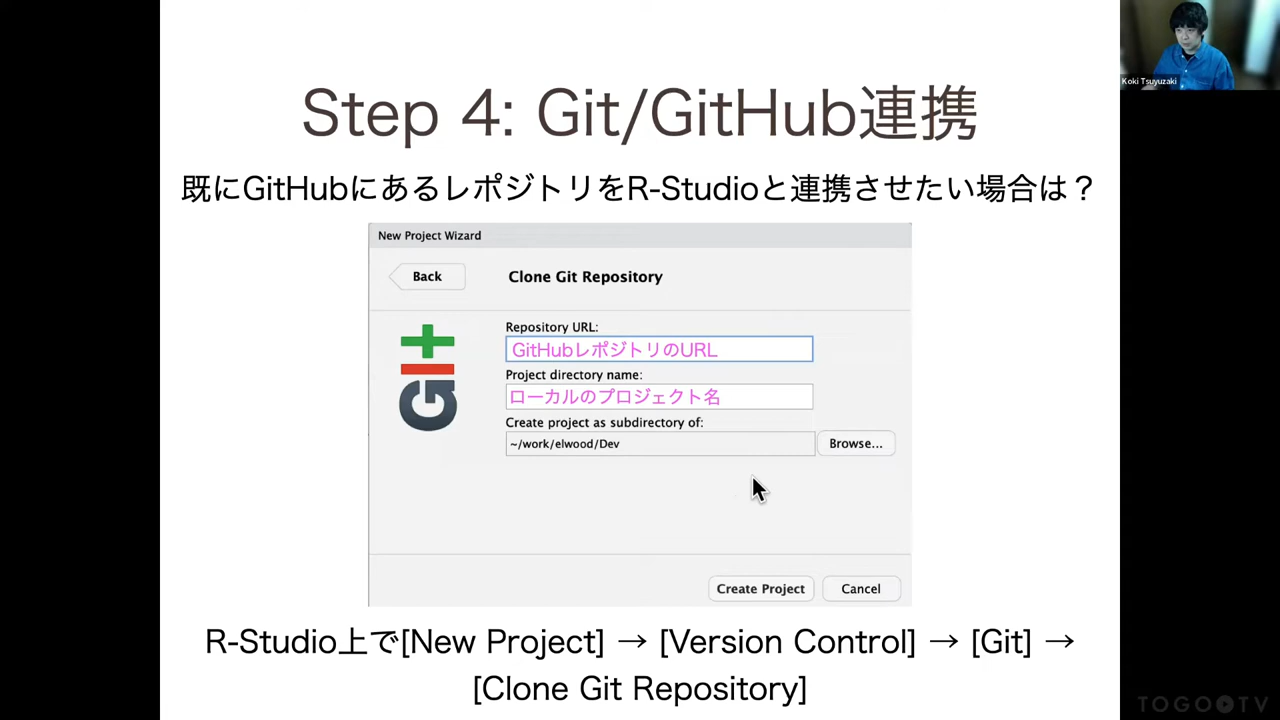 Koki Tsuyuzaki
Step 4: Git/GitHub連携
既にGitHubにあるレポジトリをR-Studioと連携させたい場合は？
New Project Wizard
Back
Clone Git Repository
Repository URL:
GitHubレポジトリのURL
Project directory name:
ローカルのプロジェクト名
Create project as subdirectory of:
~/work/elwood/Dev
Browse...
GIt
Create Project
Cancel
R-Studio上で[New Project] → [Version Control] → [Git] →
[Clone Git Repository]
TOGOTV